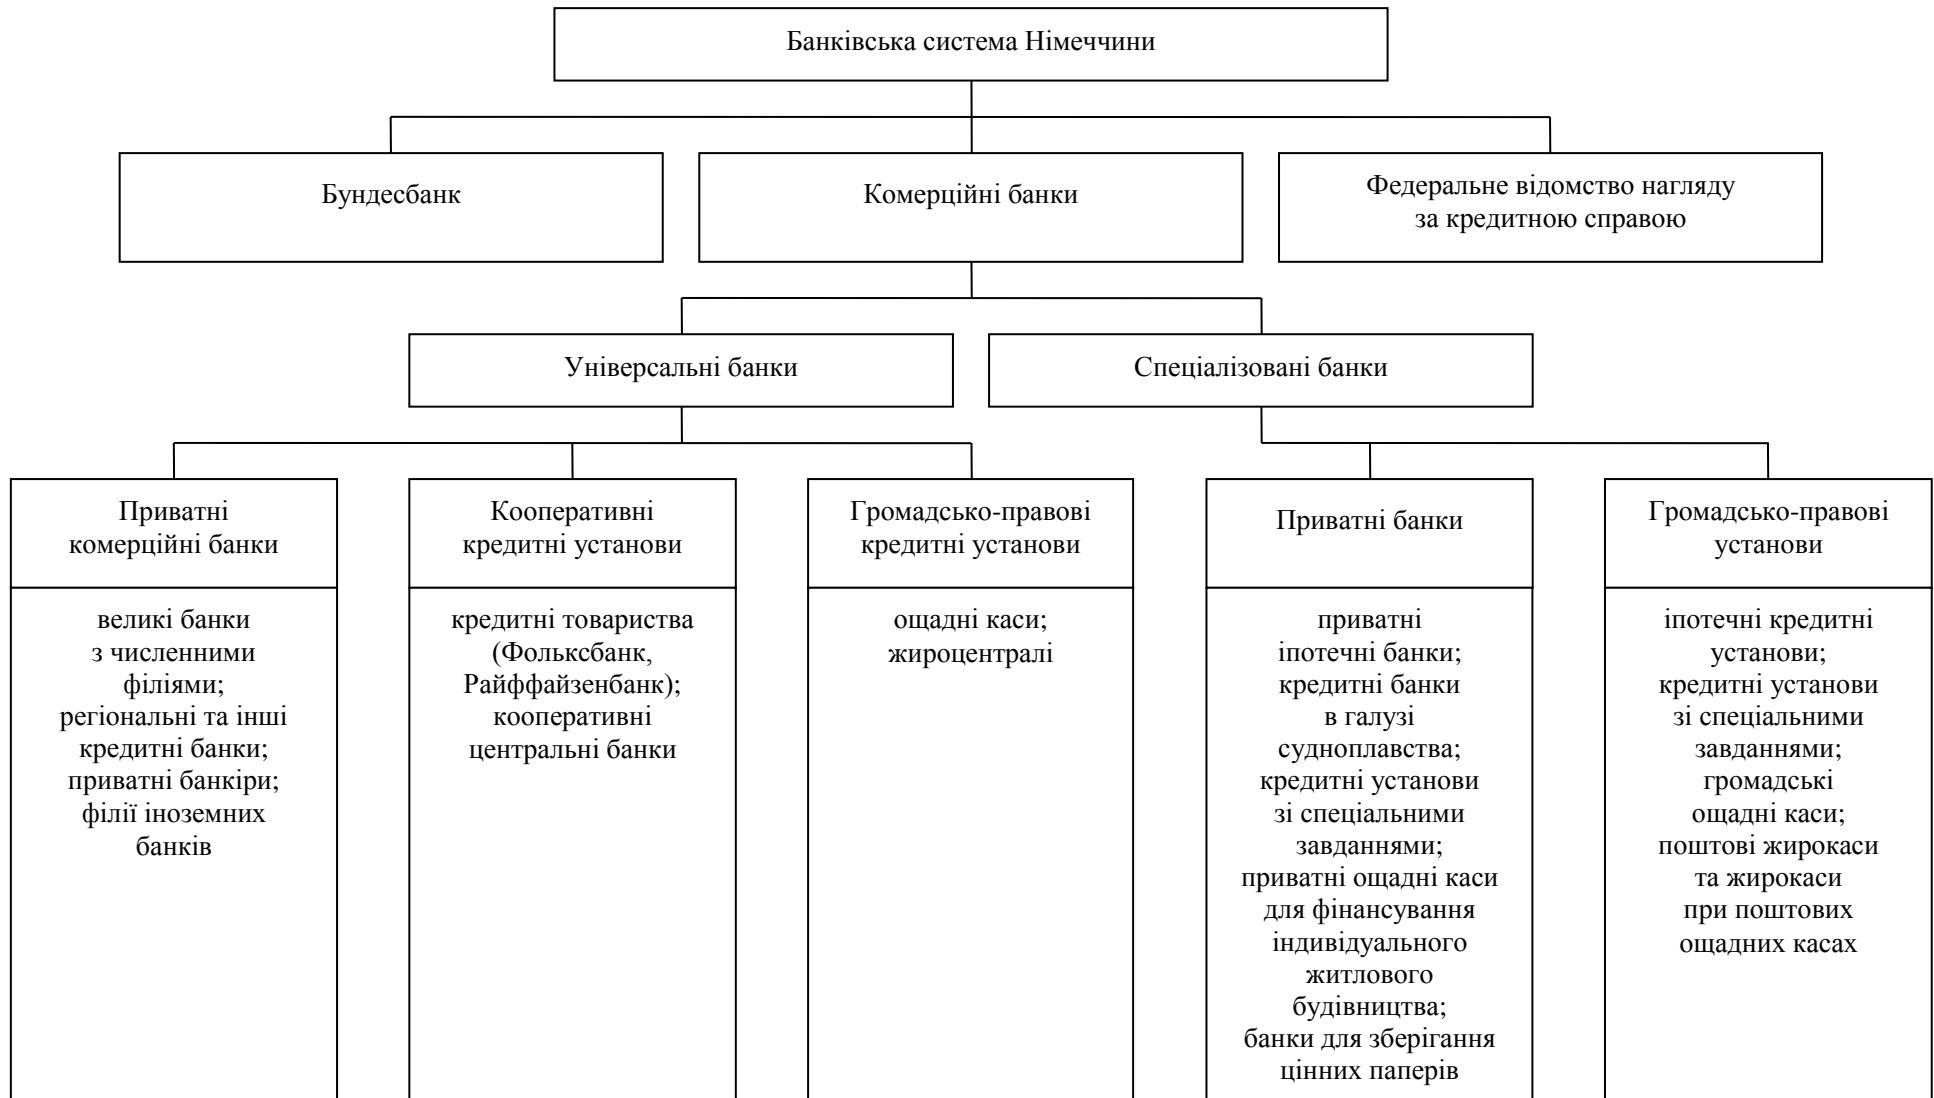 Банківська система Німеччини
Бундесбанк
Комерційні банки
Федеральне відомство нагляду
за кредитною справою
Універсальні банки
Спеціалізовані банки
Приватні
комерційні банки
великі банки
з численними
філіями;
регіональні та інші
кредитні банки;
приватні банкіри;
філії іноземних
банків
Кооперативні
кредитні установи
кредитні товариства
(Фольксбанк,
Райффайзенбанк);
кооперативні
центральні банки
Громадсько-правові
кредитні установи
ощадні каси;
жироцентралі
Приватні банки
приватні
іпотечні банки;
кредитні банки
в галузі
судноплавства;
кредитні установи
зі спеціальними
завданнями;
приватні ощадні каси
для фінансування
індивідуального
житлового
будівництва;
банки для зберігання
цінних паперів
Громадсько-правові
установи
іпотечні кредитні
установи;
кредитні установи
зі спеціальними
завданнями;
громадські
ощадні каси;
поштові жирокаси
та жирокаси
при поштових
ощадних касах